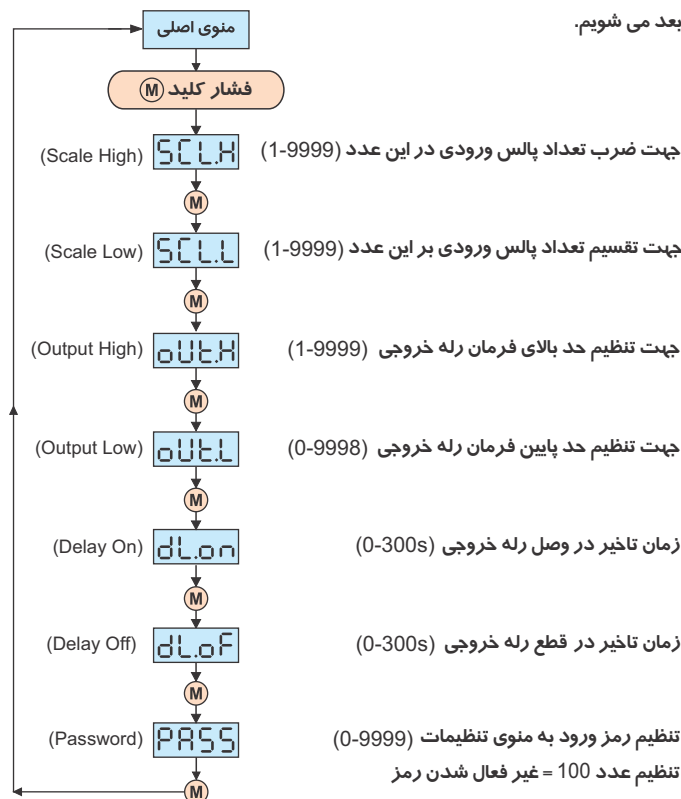 بعد می شویم.
منوی اصلی
فشار کلید M
(Scale High) SCL.H جهت ضرب تعداد پالس ورودی در این عدد (1-9999)
M
(Scale Low) SCL.L جهت تقسیم تعداد پالس ورودی بر این عدد (1-9999)
M
(Output High) oUt.H جهت تنظیم حد بالای فرمان رله خروجی (1-9999)
M
(Output Low) oUt.L جهت تنظیم حد پایین فرمان رله خروجی (0-9998)
M
(Delay On) dL.on زمان تاخیر در وصل رله خروجی (0-300s)
M
(Delay Off) dL.oF زمان تاخیر در قطع رله خروجی (0-300s)
M
(Password) PASS تنظیم رمز ورود به منوی تنظیمات (0-9999)
تنظیم عدد 100 = غیر فعال شدن رمز
M